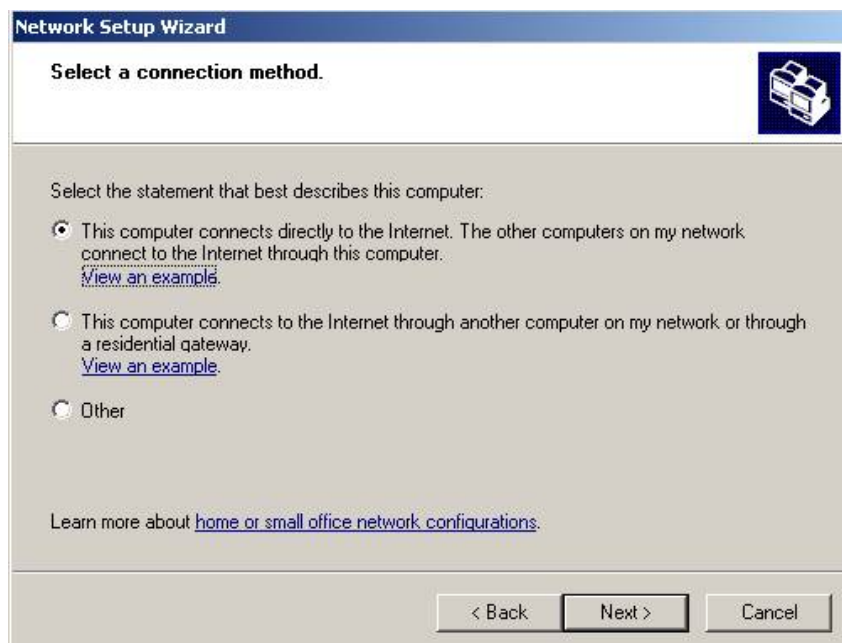 Network Setup Wizard
Select a connection method.
Select the statement that best describes this computer:
This computer connects directly to the Internet. The other computers on my network
connect to the Internet through this computer.
View an example.
This computer connects to the Internet through another computer on my network or through
a residential gateway.
View an example.
Other
Learn more about home or small office network configurations.
< Back Next > Cancel